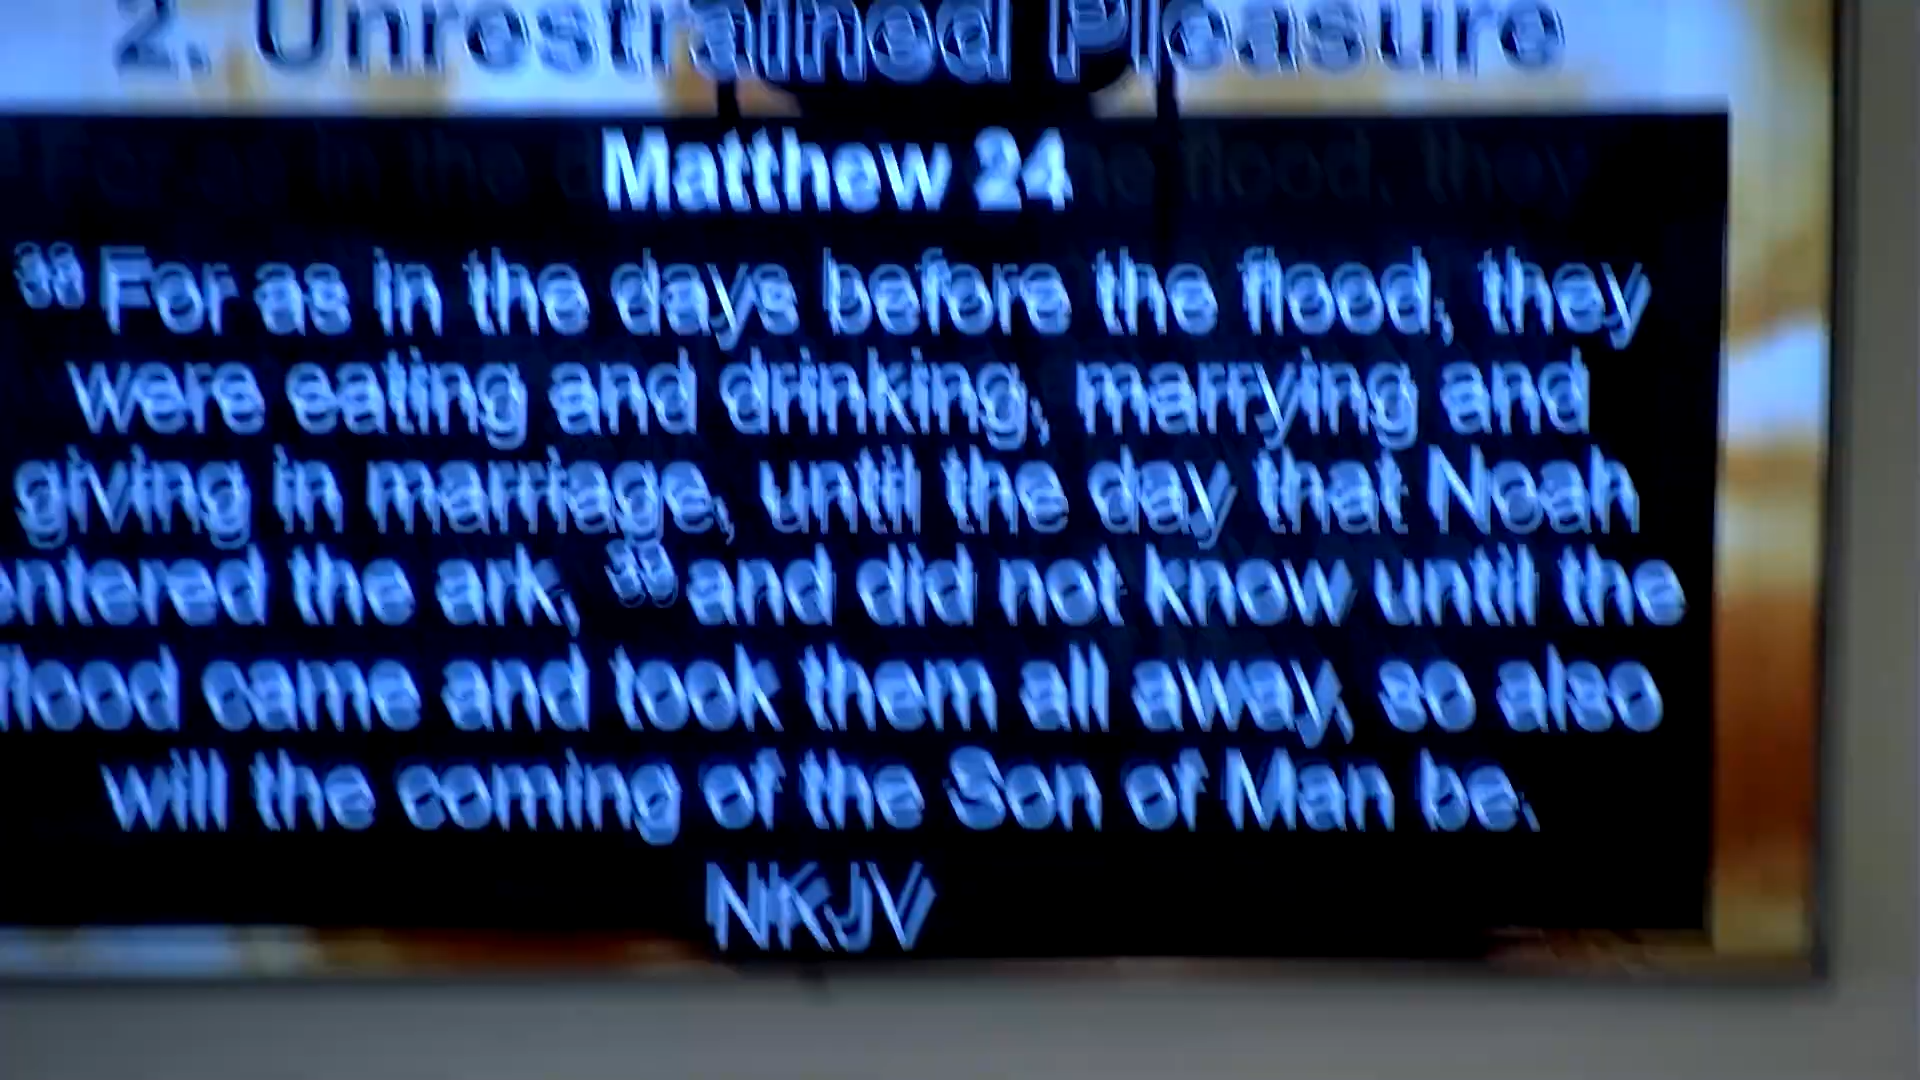 2. Unrestrained Pleasure
Matthew 24
38 For as in the days before the flood, they
were eating and drinking, marrying and
giving in marriage, until the day that Noah
entered the ark, 39 and did not know until the
flood came and took them all away, so also
will the coming of the Son of Man be.
NKJV